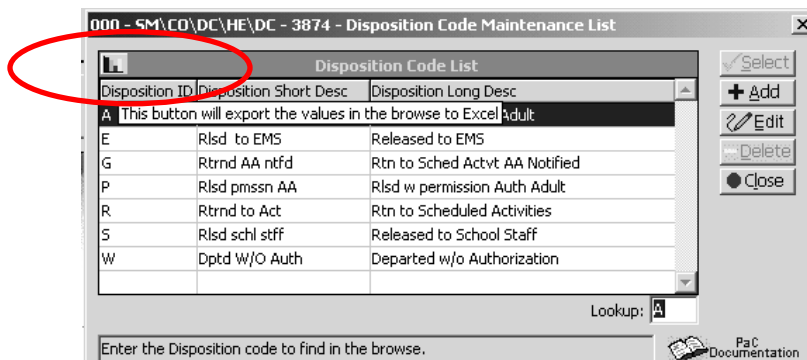 000 - SM\CO\DC\HE\DC - 3874 - Disposition Code Maintenance List
Disposition Code List
Disposition ID Disposition Short Desc Disposition Long Desc
A Adult
This button will export the values in the browse to Excel
E Rlsd to EMS Released to EMS
G Rtrnd AA ntfd Rtn to Sched Actvt AA Notified
P Rlsd pmssn AA Rlsd w permission Auth Adult
R Rtrnd to Act Rtn to Scheduled Activities
S Rlsd schl stff Released to School Staff
W Dptd W/O Auth Departed w/o Authorization
Lookup: A
Enter the Disposition code to find in the browse.
Select
Add
Edit
Delete
Close
PaC
Documentation